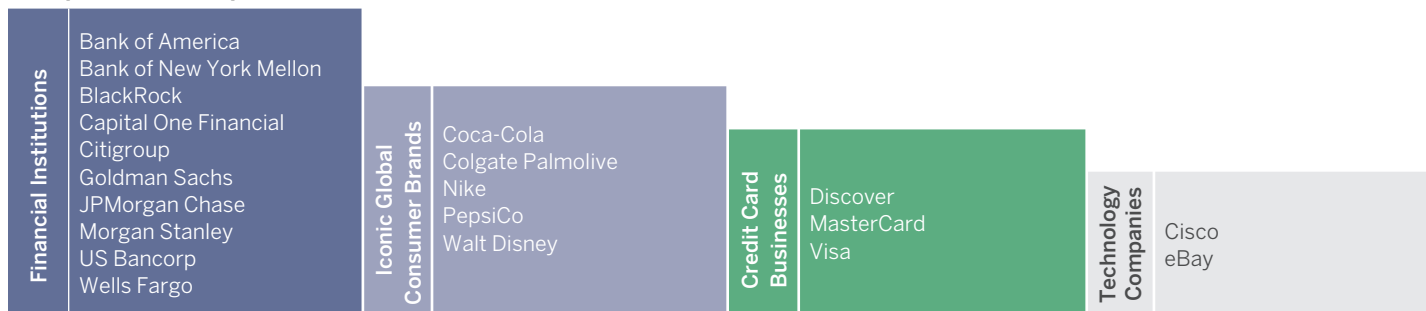 Financial Institutions
Bank of America
Bank of New York Mellon
BlackRock
Capital One Financial
Citigroup
Goldman Sachs
JPMorgan Chase
Morgan Stanley
US Bancorp
Wells Fargo
Iconic Global
Consumer Brands
Coca-Cola
Colgate Palmolive
Nike
PepsiCo
Walt Disney
Credit Card
Businesses
Discover
MasterCard
Visa
Technology
Companies
Cisco
eBay